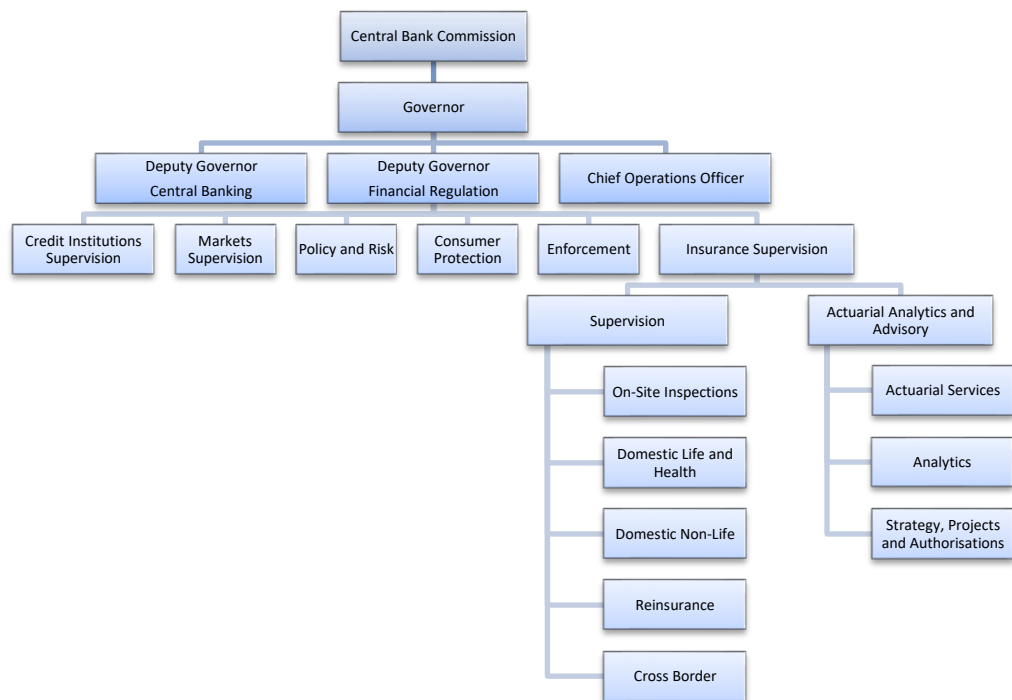 Central Bank Commission
Governor
Deputy Governor
Central Banking
Deputy Governor
Financial Regulation
Chief Operations Officer
Credit Institutions
Supervision
Markets
Supervision
Policy and Risk
Consumer
Protection
Enforcement
Insurance Supervision
Supervision
Actuarial Analytics and
Advisory
On-Site Inspections
Domestic Life and
Health
Domestic Non-Life
Reinsurance
Cross Border
Actuarial Services
Analytics
Strategy, Projects
and Authorisations